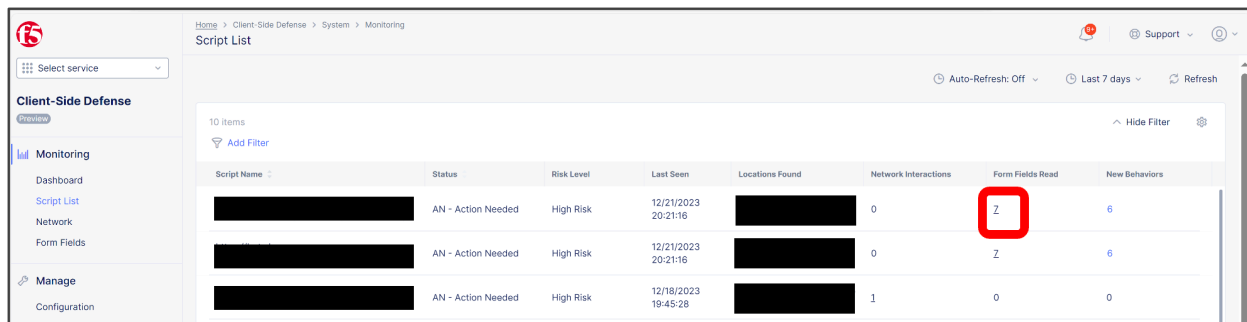 f5
Home > Client-Side Defense > System > Monitoring
Script List
9+
Support
Select service
Auto-Refresh: Off
Last 7 days
Refresh
Client-Side Defense
Preview
10 items
Hide Filter
Add Filter
Monitoring
Dashboard
Script List
Network
Form Fields
Manage
Configuration
Script Name Status Risk Level Last Seen Locations Found Network Interactions Form Fields Read New Behaviors
AN - Action Needed High Risk 12/21/2023 20:21:16 0 7 6
AN - Action Needed High Risk 12/21/2023 20:21:16 0 7 6
AN - Action Needed High Risk 12/18/2023 19:45:28 1 0 0